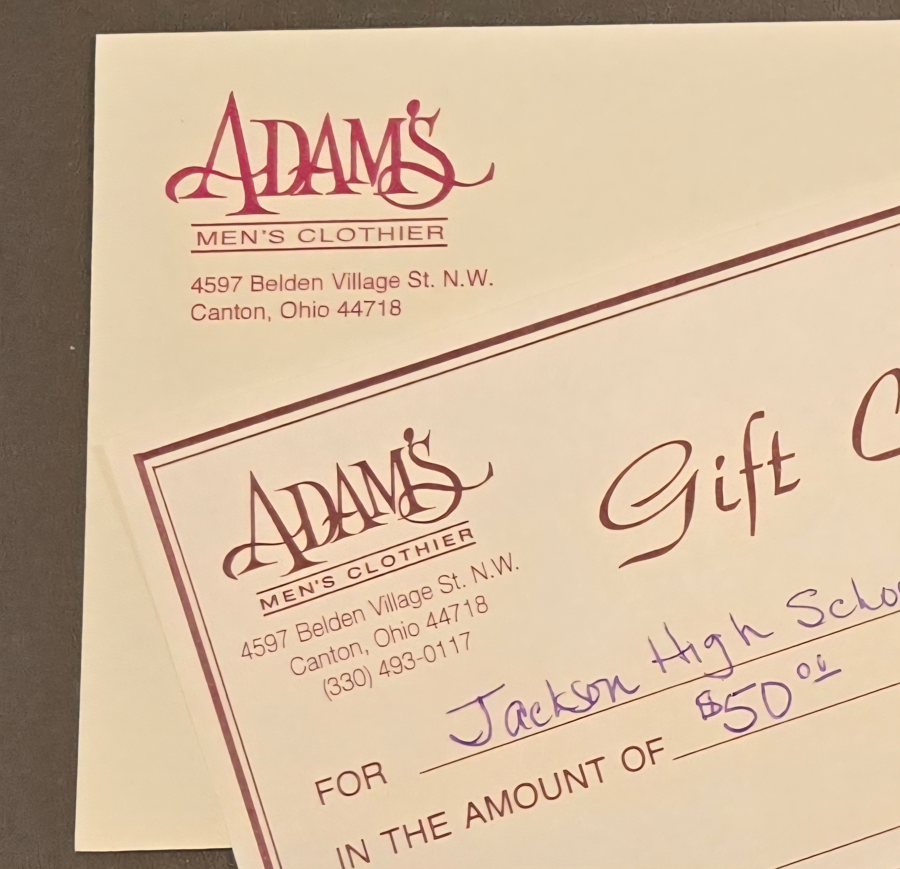 ADAM'S
MEN'S CLOTHIER
4597 Belden Village St. N.W.
Canton, Ohio 44718
Gift
ADAM'S
MEN'S CLOTHIER
4597 Belden Village St. N.W.
Canton, Ohio 44718
(330) 493-0117
FOR Jackson High
IN THE AMOUNT OF $50 00